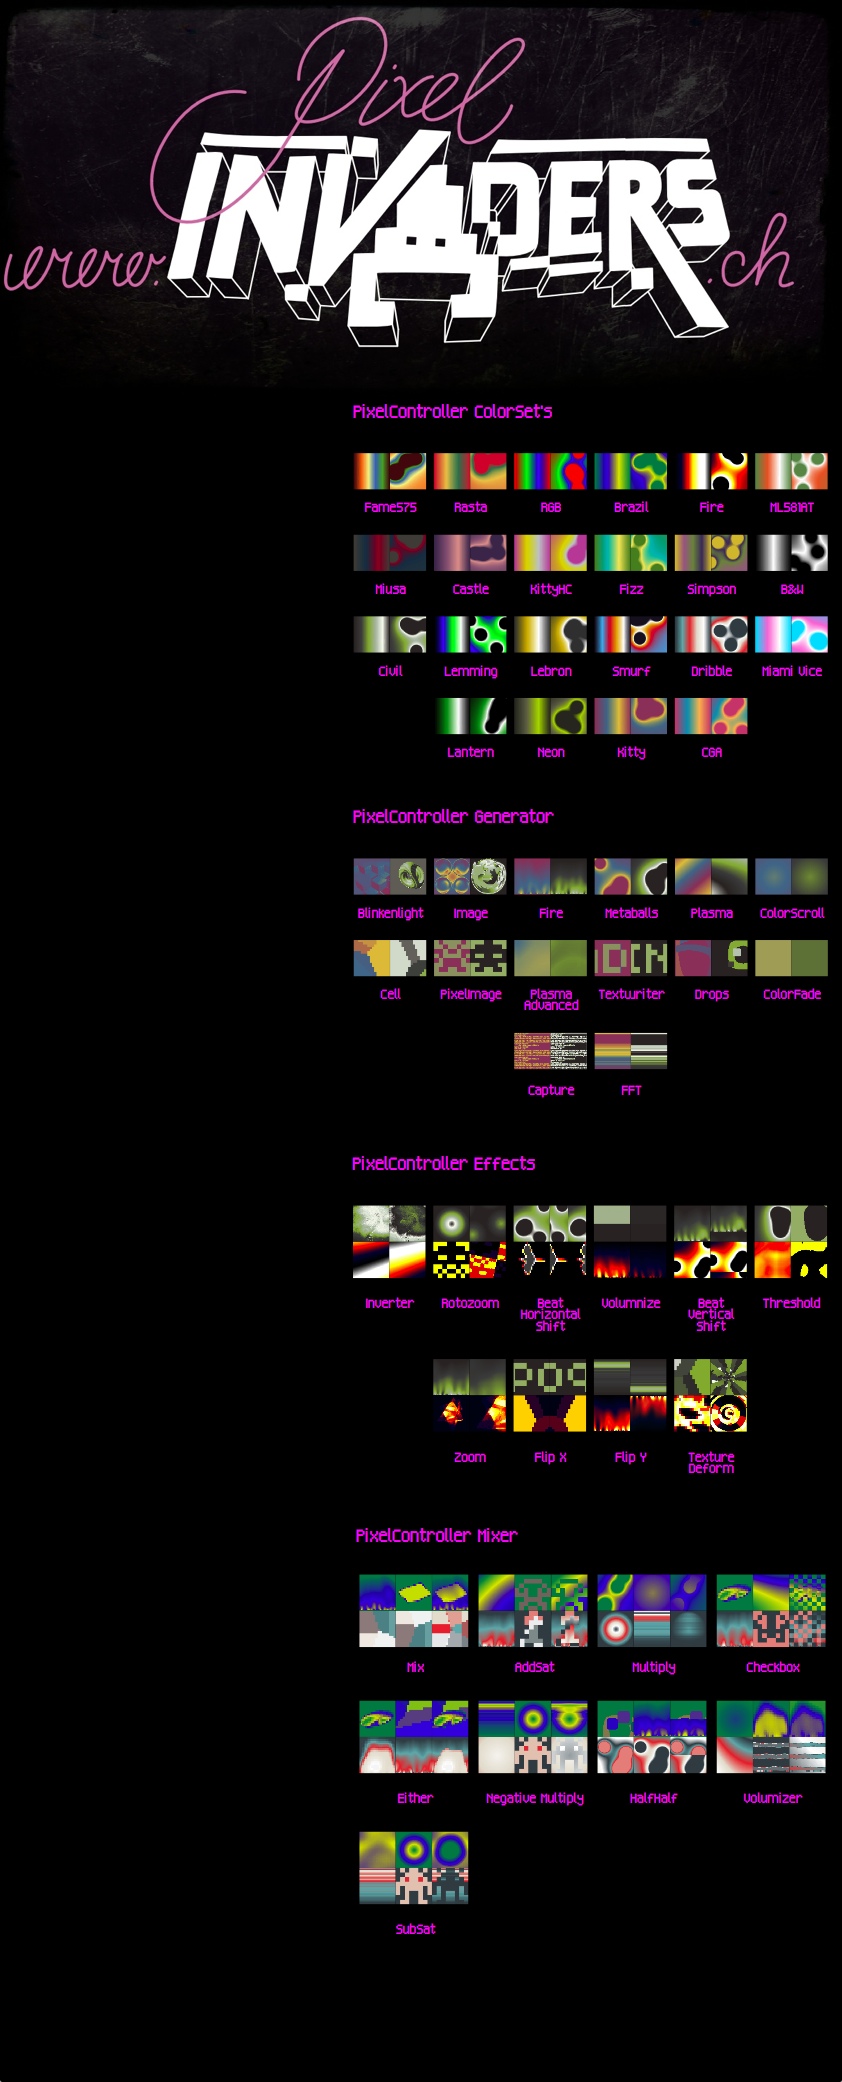 Pixel
INVADERS
www. .ch
PixelController ColorSet's
Fame575 Rasta RGB Brazil Fire ML581AT
Miusa Castle KittyHC Fizz Simpson B&W
Civil Lemming Lebron Smurf Dribble Miami Vice
Lantern Neon Kitty CGA
PixelController Generator
Blinkenlight Image Fire Metaballs Plasma ColorScroll
Cell PixelImage Plasma Textwriter Drops ColorFade
Advanced
Capture FFT
PixelController Effects
Inverter Rotozoom Beat Volumnize Beat Threshold
Horizontal Vertical
Shift Shift
Zoom Flip X Flip Y Texture
Deform
PixelController Mixer
Mix AddSat Multiply Checkbox
Either Negative Multiply HalfHalf Volumizer
SubSat